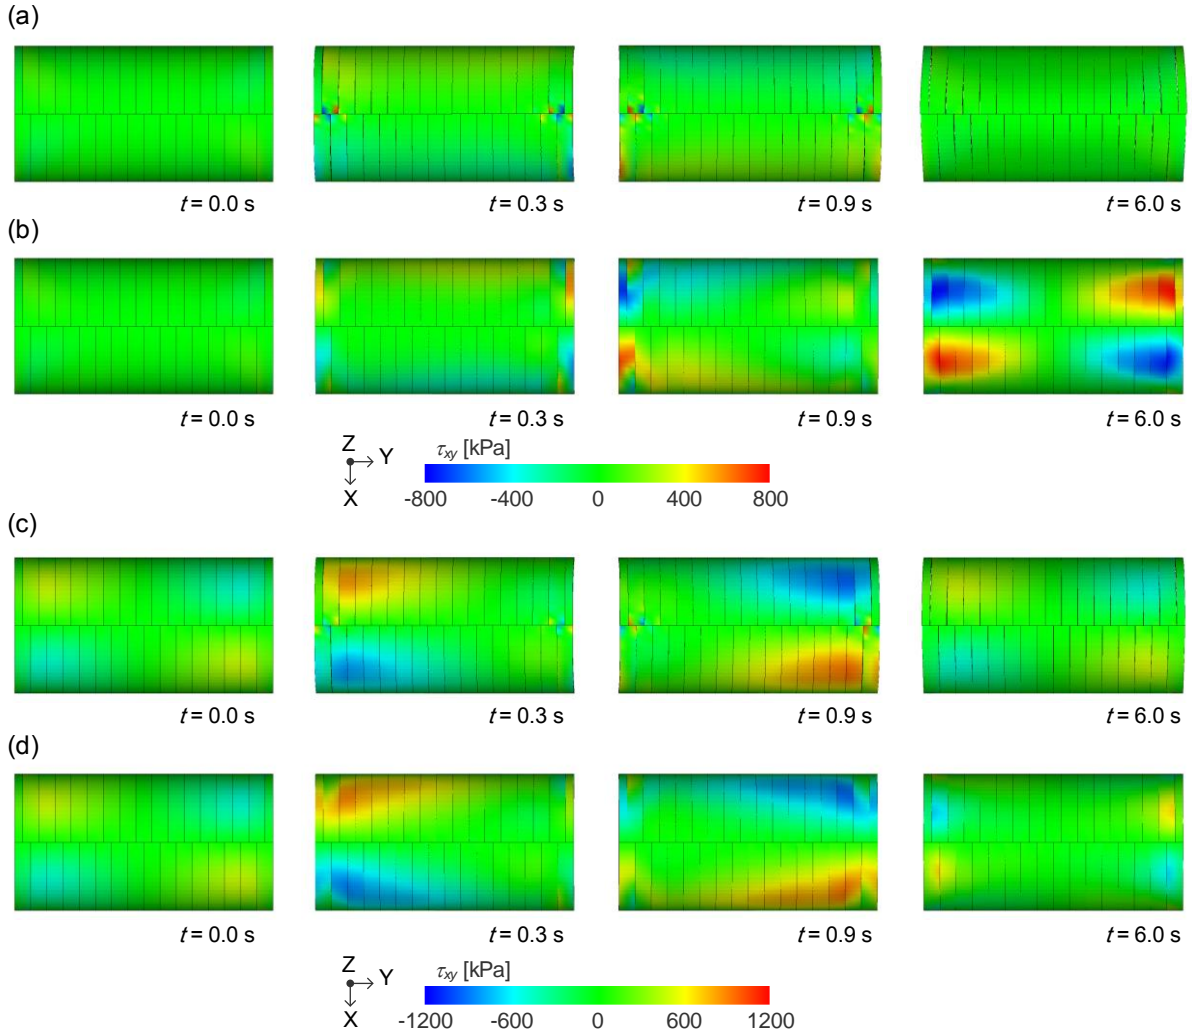 (a)
t = 0.0 s t = 0.3 s t = 0.9 s t = 6.0 s
(b)
t = 0.0 s t = 0.3 s t = 0.9 s t = 6.0 s
Z Y X
τxy [kPa]
-800 -400 0 400 800
(c)
t = 0.0 s t = 0.3 s t = 0.9 s t = 6.0 s
(d)
t = 0.0 s t = 0.3 s t = 0.9 s t = 6.0 s
Z Y X
τxy [kPa]
-1200 -600 0 600 1200